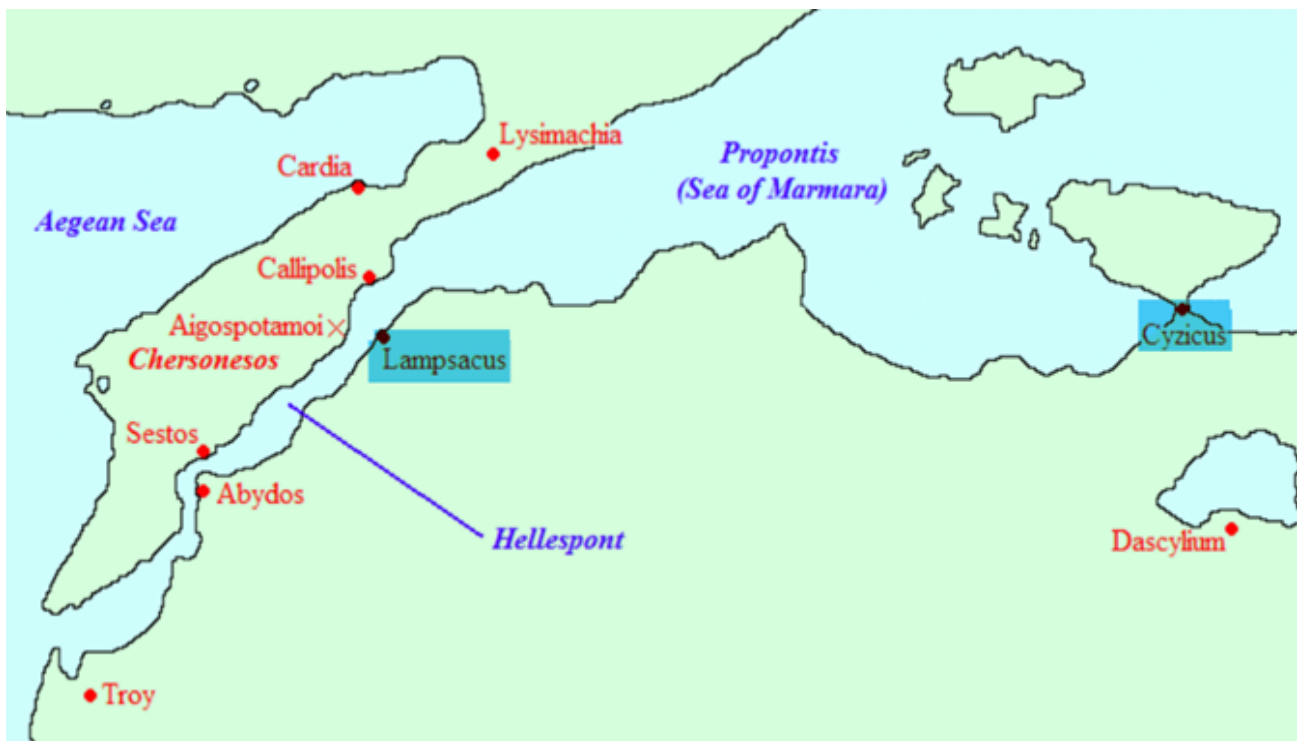 Lysimachia
Cardia
Propontis
(Sea of Marmara)
Aegean Sea
Callipolis
Aigospotamoi
Chersonesos
Lampsacus
Cyzicus
Sestos
Abydos
Hellespont
Dascylium
Troy